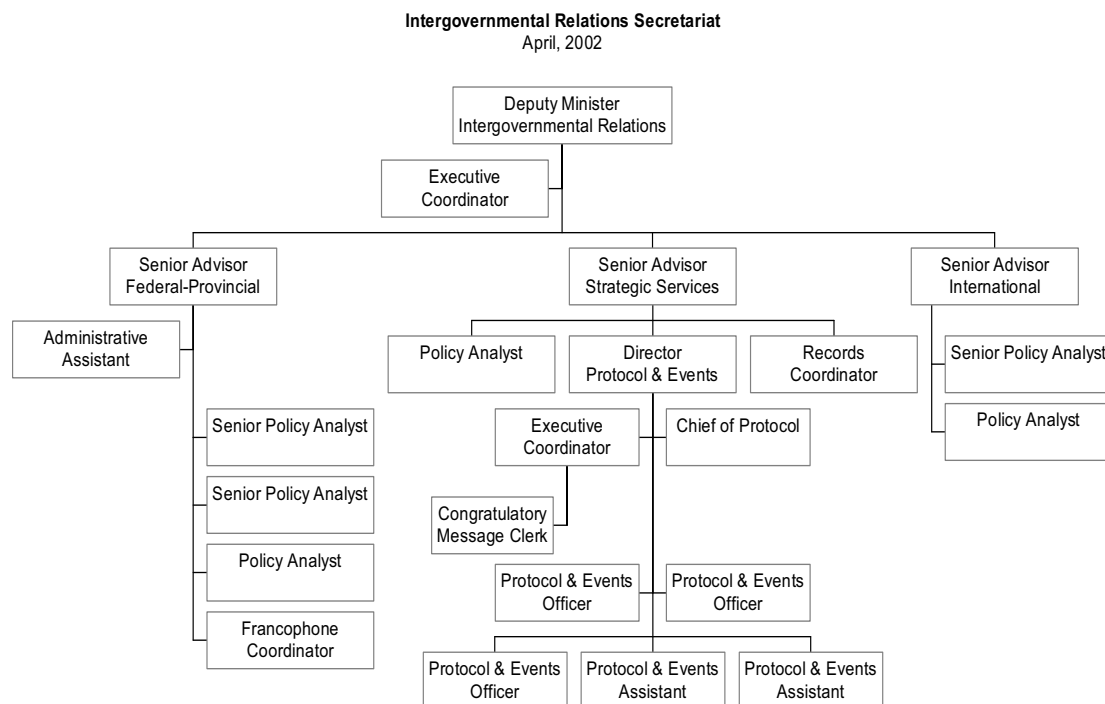 Intergovernmental Relations Secretariat
April, 2002
Deputy Minister
Intergovernmental Relations
Executive
Coordinator
Senior Advisor
Federal-Provincial
Senior Advisor
Strategic Services
Senior Advisor
International
Administrative
Assistant
Policy Analyst
Director
Protocol & Events
Records
Coordinator
Senior Policy Analyst
Policy Analyst
Senior Policy Analyst
Senior Policy Analyst
Policy Analyst
Francophone
Coordinator
Executive
Coordinator
Chief of Protocol
Congratulatory
Message Clerk
Protocol & Events
Officer
Protocol & Events
Officer
Protocol & Events
Officer
Protocol & Events
Assistant
Protocol & Events
Assistant